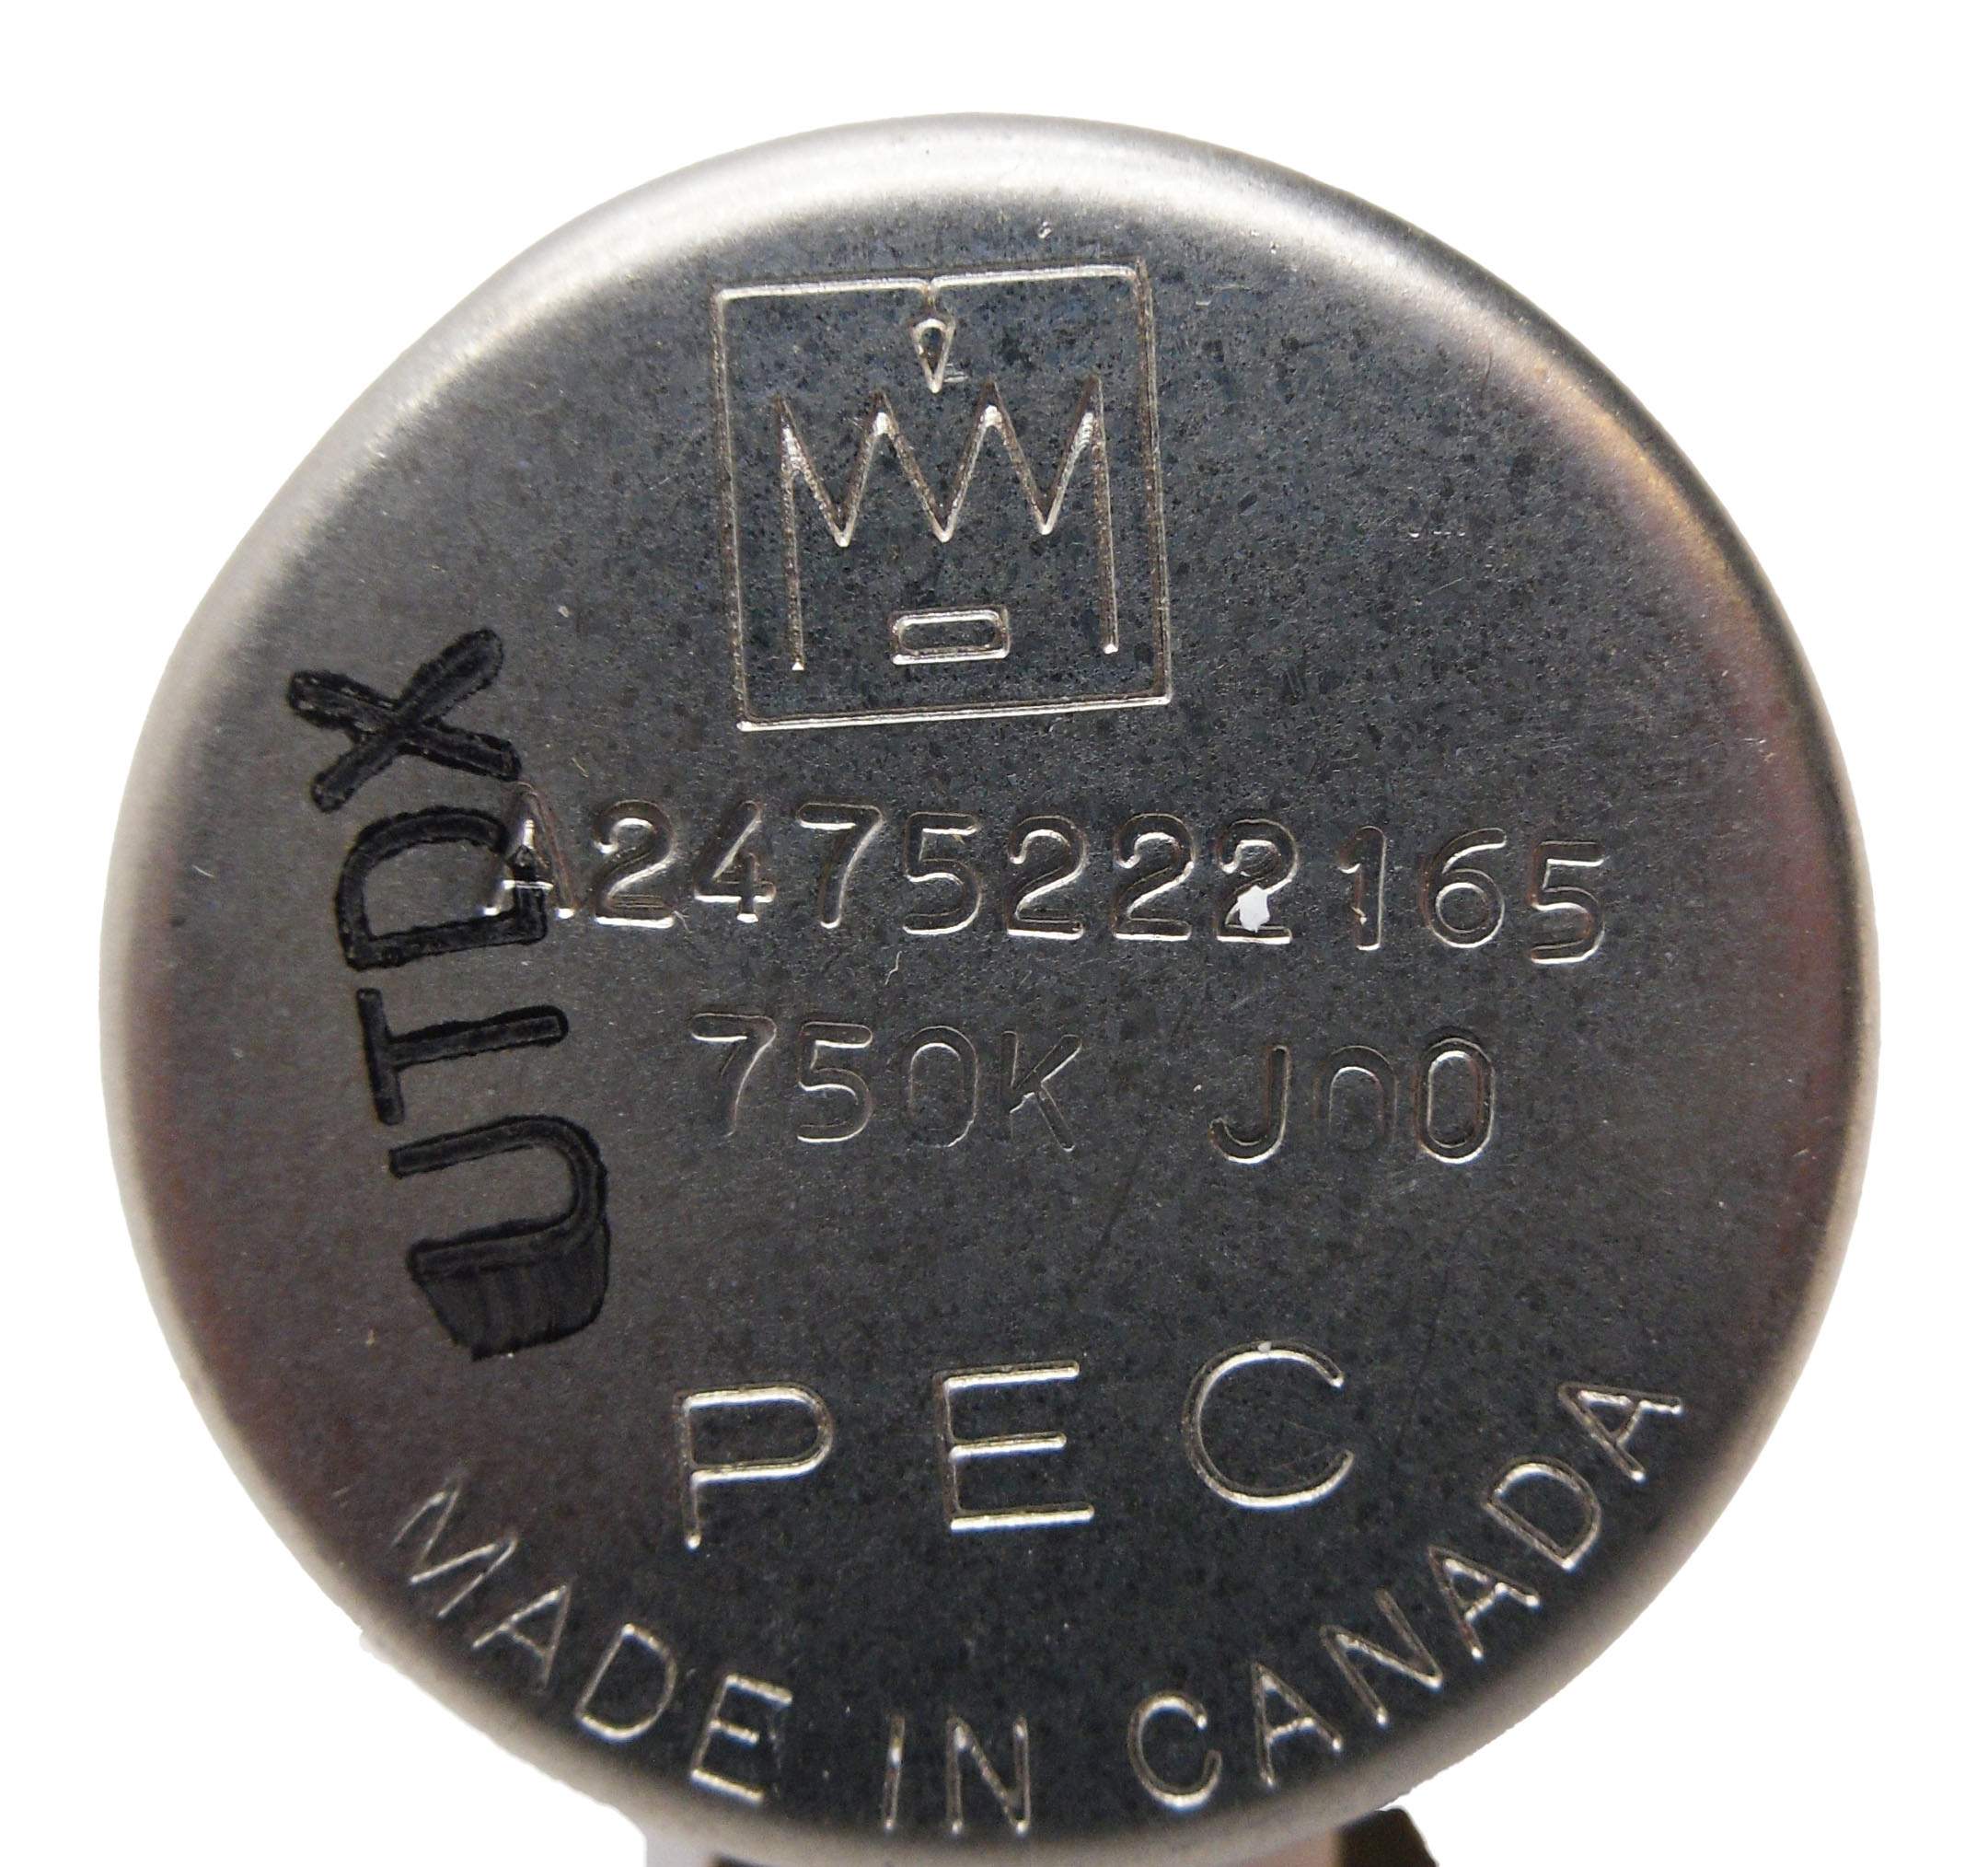 A2475222165
750K J00
PEC
MADE IN CANADA
UTDX